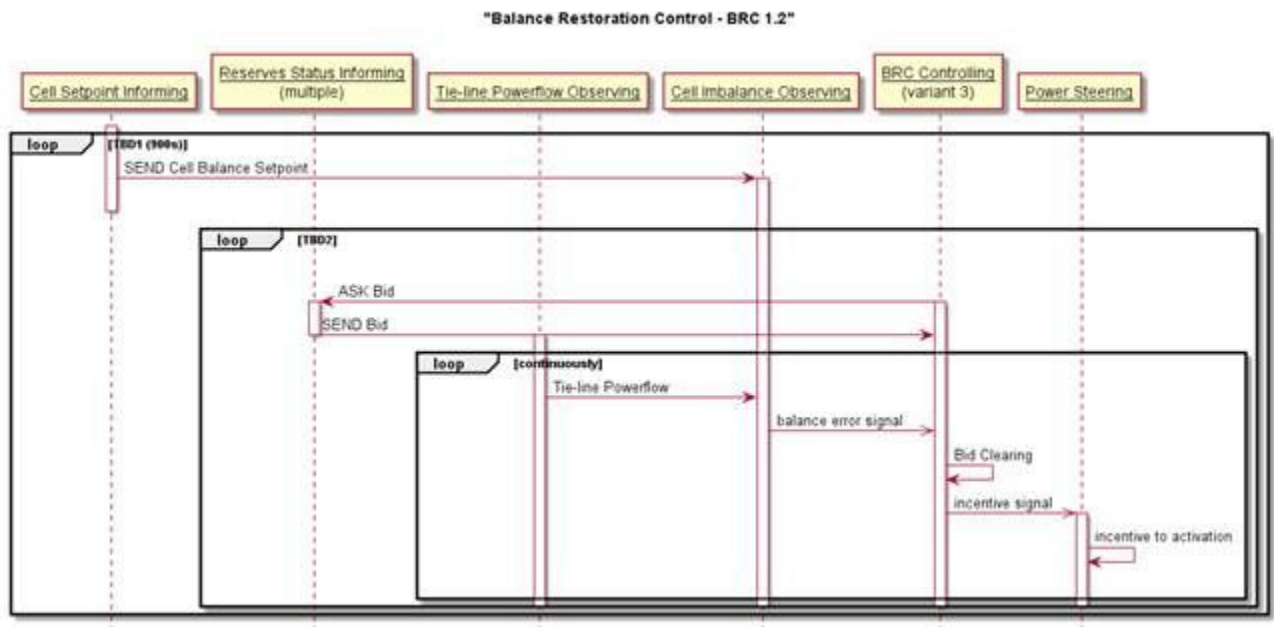 "Balance Restoration Control - BRC 1.2"
Cell Setpoint Informing
Reserves Status Informing
(multiple)
Tie-line Powerflow Observing
Cell Imbalance Observing
BRC Controlling
(variant 3)
Power Steering
loop [TBD1 (900s)]
SEND Cell Balance Setpoint
loop [TBD2]
ASK Bid
SEND Bid
loop [continuously]
Tie-line Powerflow
balance error signal
Bid Clearing
incentive signal
incentive to activation